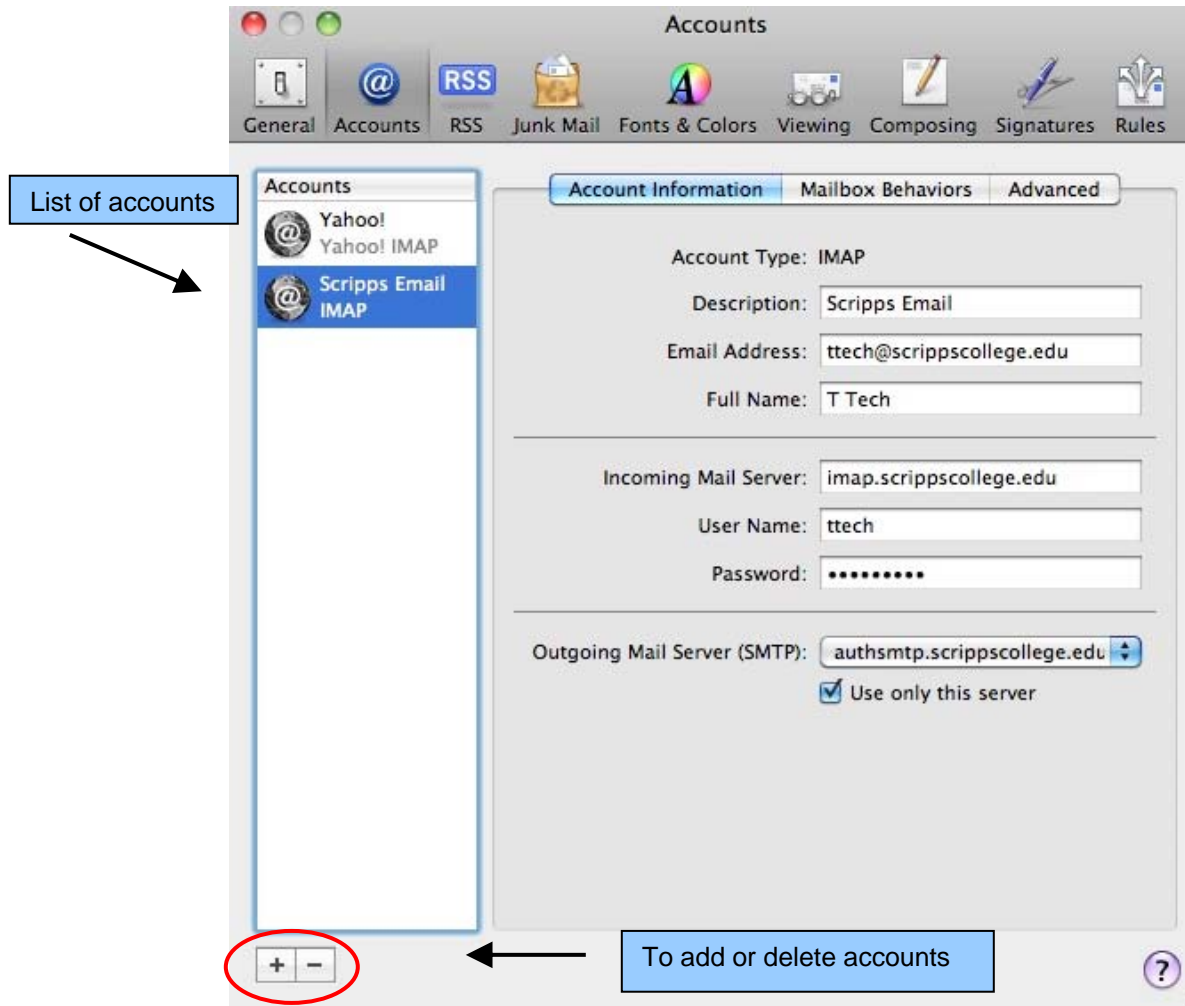 Accounts
RSS
General Accounts RSS Junk Mail Fonts & Colors Viewing Composing Signatures Rules
List of accounts
Accounts
Yahoo!
Yahoo! IMAP
Scripps Email
IMAP
Account Information Mailbox Behaviors Advanced
Account Type: IMAP
Description: Scripps Email
Email Address: ttech@scrippscollege.edu
Full Name: T Tech
Incoming Mail Server: imap.scrippscollege.edu
User Name: ttech
Password: •••••••••
Outgoing Mail Server (SMTP): authsmtp.scrippscollege.edu
Use only this server
+ −
To add or delete accounts
?